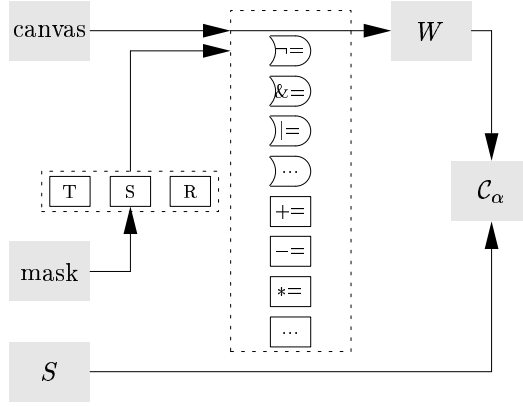 canvas
W
¬=
&=
|=
...
C_α
T S R
+=
−=
mask
*=
...
S